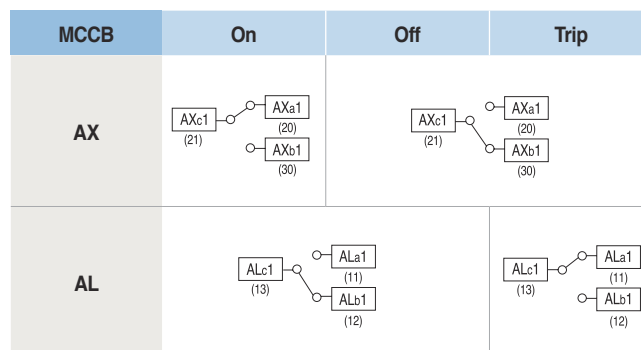 MCCB On Off Trip
AX
AXc1
(21)
AXa1
(20)
AXb1
(30)
AXc1
(21)
AXa1
(20)
AXb1
(30)
AL
ALc1
(13)
ALa1
(11)
ALb1
(12)
ALc1
(13)
ALa1
(11)
ALb1
(12)